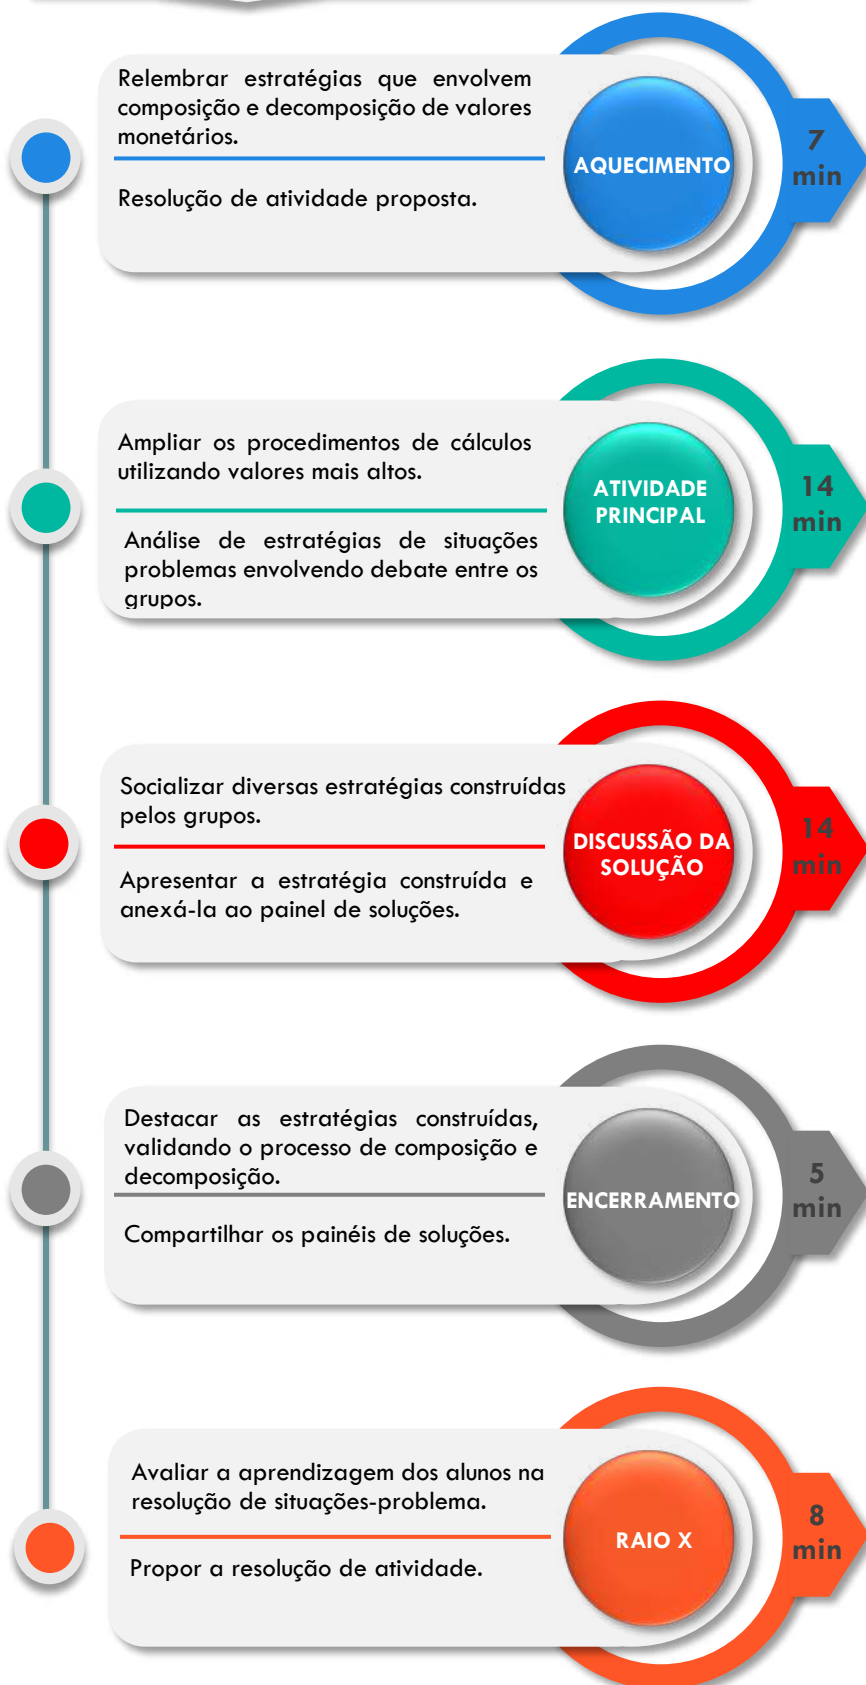 Relembrar estratégias que envolvem
composição e decomposição de valores
monetários.
Resolução de atividade proposta.
AQUECIMENTO
7
min
Ampliar os procedimentos de cálculos
utilizando valores mais altos.
Análise de estratégias de situações
problemas envolvendo debate entre os
grupos.
ATIVIDADE
PRINCIPAL
14
min
Socializar diversas estratégias construídas
pelos grupos.
Apresentar a estratégia construída e
anexá-la ao painel de soluções.
DISCUSSÃO DA
SOLUÇÃO
14
min
Destacar as estratégias construídas,
validando o processo de composição e
decomposição.
Compartilhar os painéis de soluções.
ENCERRAMENTO
5
min
Avaliar a aprendizagem dos alunos na
resolução de situações-problema.
Propor a resolução de atividade.
RAIO X
8
min